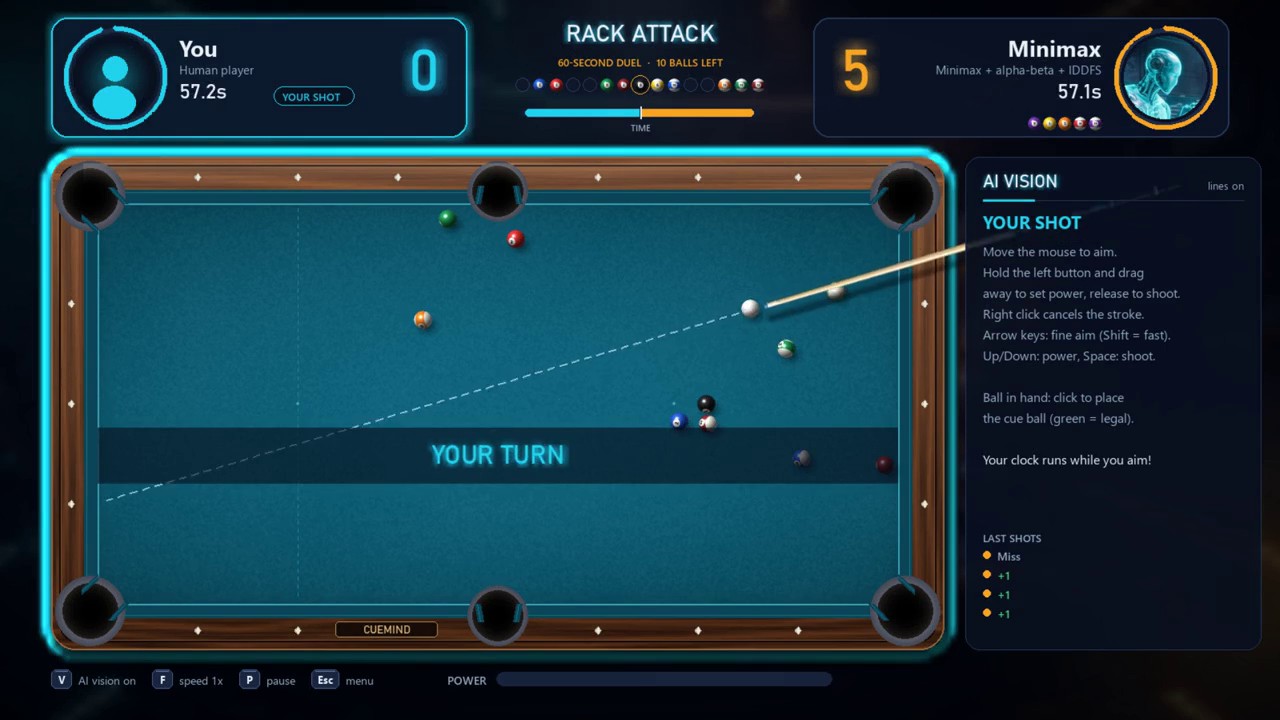 You
Human player
57.2s
YOUR SHOT
0
RACK ATTACK
60-SECOND DUEL · 10 BALLS LEFT
TIME
5
Minimax
Minimax + alpha-beta + IDDFS
57.1s
AI VISION
lines on
YOUR SHOT
Move the mouse to aim.
Hold the left button and drag
away to set power, release to shoot.
Right click cancels the stroke.
Arrow keys: fine aim (Shift = fast).
Up/Down: power, Space: shoot.
Ball in hand: click to place
the cue ball (green = legal).
Your clock runs while you aim!
LAST SHOTS
Miss
+1
+1
+1
YOUR TURN
CUEMIND
V AI vision on F speed 1x P pause Esc menu POWER